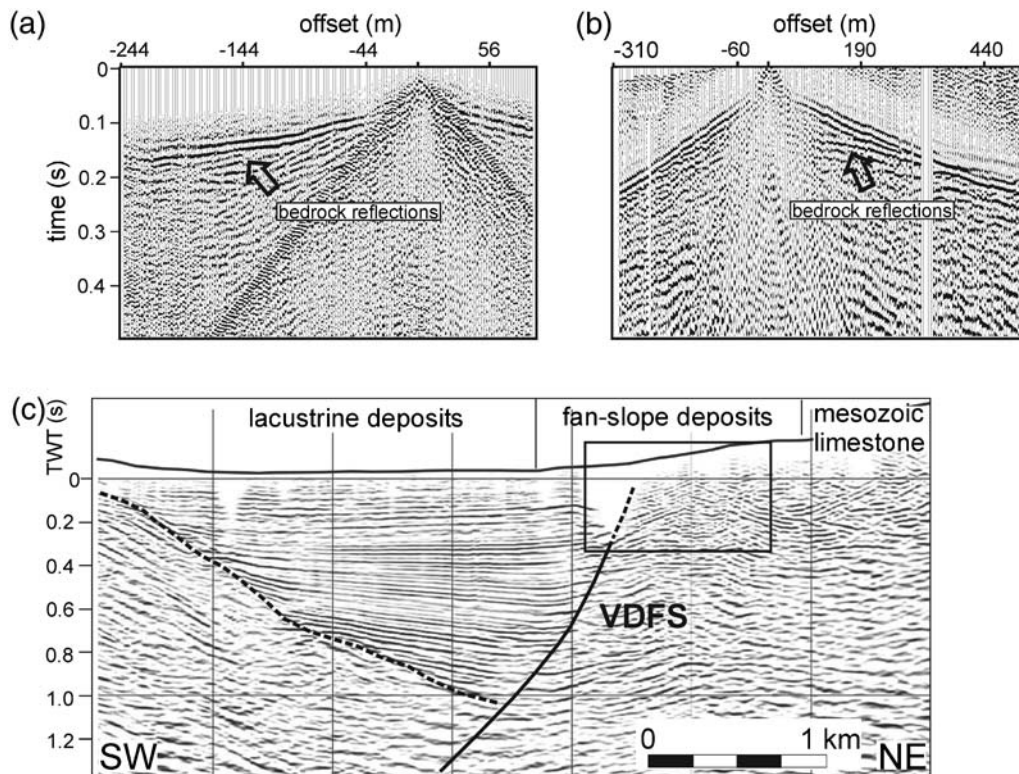 (a)
offset (m)
-244 -144 -44 56
0
0.1
0.2
0.3
0.4
time (s)
bedrock reflections
(b)
offset (m)
-310 -60 190 440
bedrock reflections
(c)
TWT (s)
lacustrine deposits
fan-slope deposits
mesozoic
limestone
0
0.2
0.4
0.6
0.8
1.0
1.2
VDFS
0 1 km
SW
NE